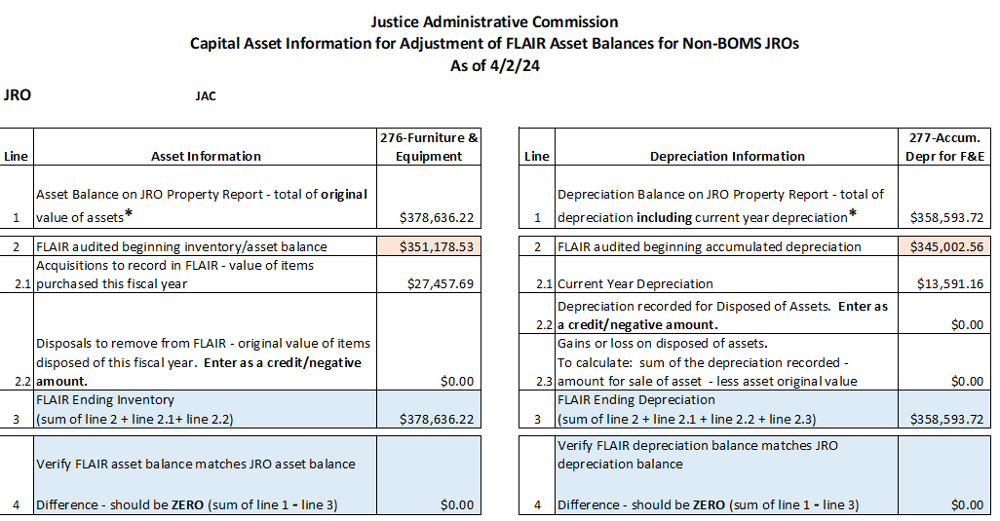 Justice Administrative Commission
Capital Asset Information for Adjustment of FLAIR Asset Balances for Non-BOMS JROs
As of 4/2/24
JRO JAC
Line Asset Information 276-Furniture &
Equipment
Asset Balance on JRO Property Report - total of original
1 value of assets* $378,636.22
2 FLAIR audited beginning inventory/asset balance $351,178.53
Acquisitions to record in FLAIR - value of items
2.1 purchased this fiscal year $27,457.69
Disposals to remove from FLAIR - original value of items
disposed of this fiscal year. Enter as a credit/negative
2.2 amount. $0.00
FLAIR Ending Inventory
3 (sum of line 2 + line 2.1+ line 2.2) $378,636.22
Verify FLAIR asset balance matches JRO asset balance
4 Difference - should be ZERO (sum of line 1 - line 3) $0.00
Line Depreciation Information 277-Accum.
Depr for F&E
Depreciation Balance on JRO Property Report - total of
1 depreciation including current year depreciation* $358,593.72
2 FLAIR audited beginning accumulated depreciation $345,002.56
2.1 Current Year Depreciation $13,591.16
Depreciation recorded for Disposed of Assets. Enter as
2.2 a credit/negative amount. $0.00
Gains or loss on disposed of assets.
To calculate: sum of the depreciation recorded -
2.3 amount for sale of asset - less asset original value $0.00
FLAIR Ending Depreciation
3 (sum of line 2 + line 2.1 + line 2.2 + line 2.3) $358,593.72
Verify FLAIR depreciation balance matches JRO
depreciation balance
4 Difference - should be ZERO (sum of line 1 - line 3) $0.00